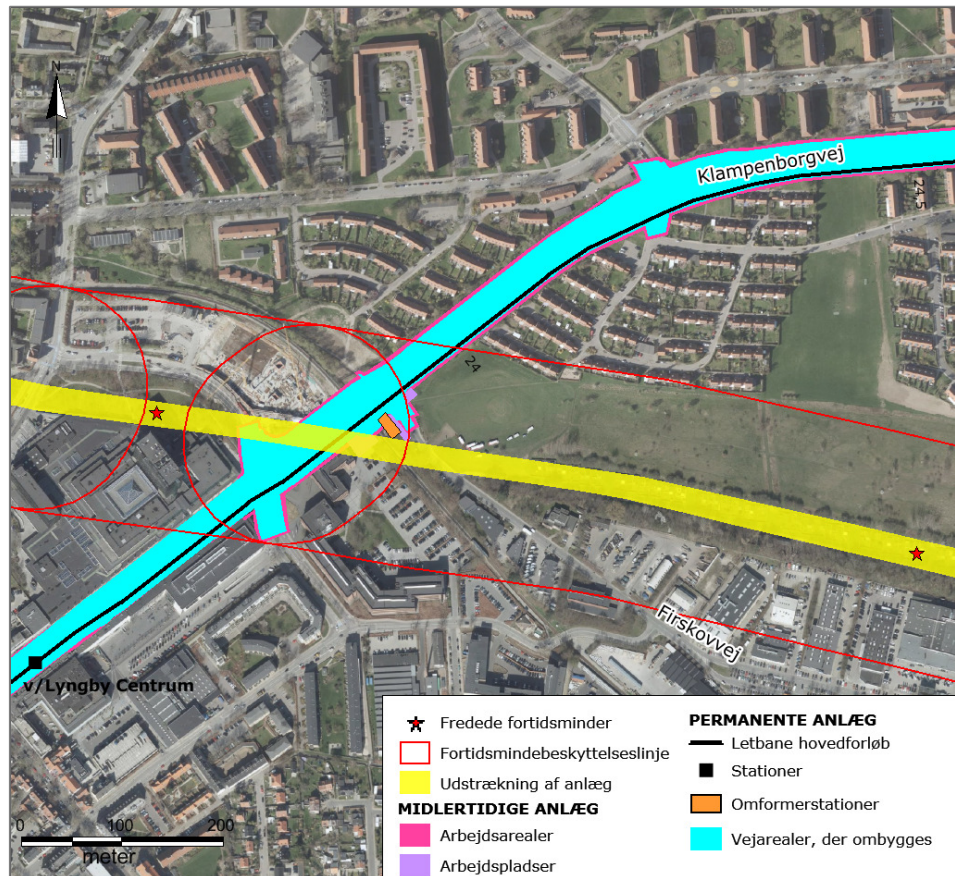 N
Klampenborgvej
24.5
24
Firskovvej
v/Lyngby Centrum
0 100 200
meter
Fredede fortidsminder
Fortidsmindebeskyttelseslinje
Udstrækning af anlæg
MIDLERTIDIGE ANLÆG
Arbejdsarealer
Arbejdspladser
PERMANENTE ANLÆG
Letbane hovedforløb
Stationer
Omformerstationer
Vejarealer, der ombygges